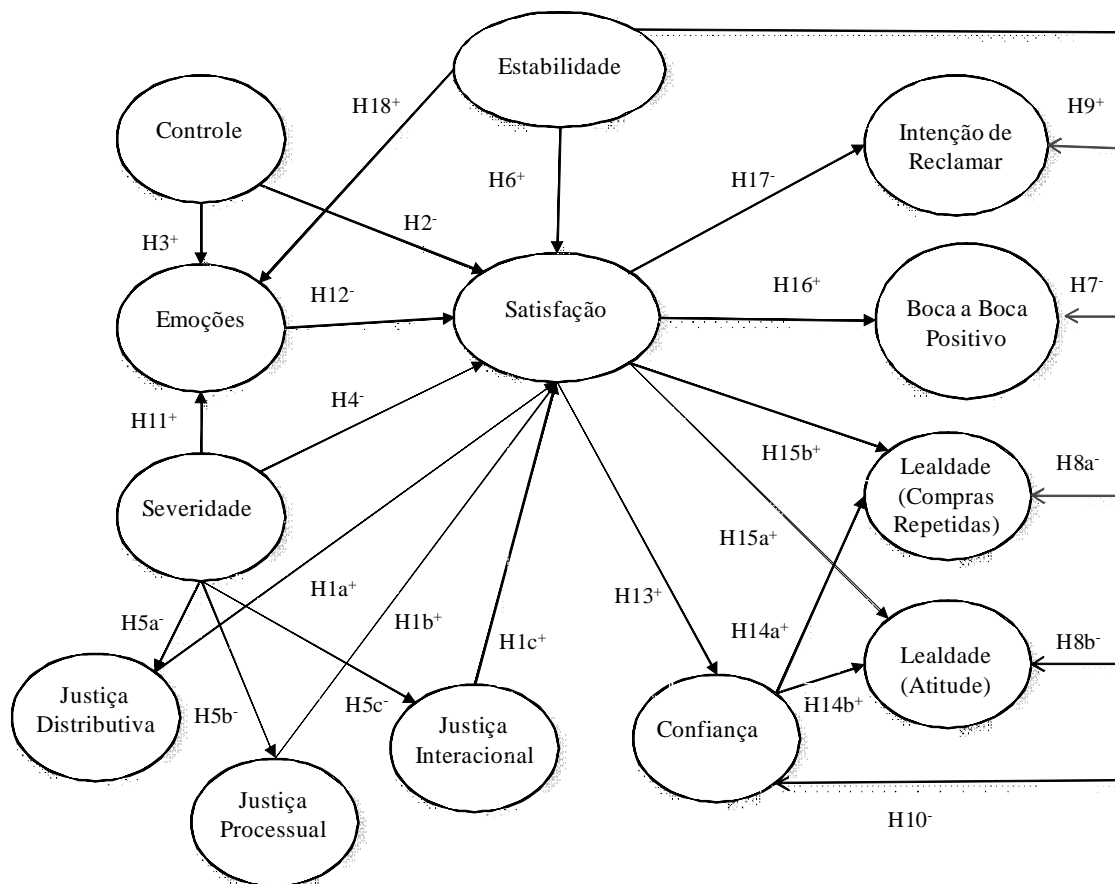 Estabilidade
H18⁺
H9⁺
Controle
Intenção de
Reclamar
H6⁺
H17⁻
H2⁻
H3⁺
H12⁻
H16⁺
H7⁻
Emoções
Satisfação
Boca a Boca
Positivo
H11⁺
H4⁻
H15b⁺
Lealdade
(Compras
Repetidas)
H8a⁻
Severidade
H15a⁺
H1a⁺
H13⁺
H5a⁻
H1b⁺
H1c⁺
H14a⁺
H8b⁻
Lealdade
(Atitude)
Justiça
Distributiva
H5b⁻
H5c⁻
Justiça
Interacional
Confiança
H14b⁺
Justiça
Processual
H10⁻